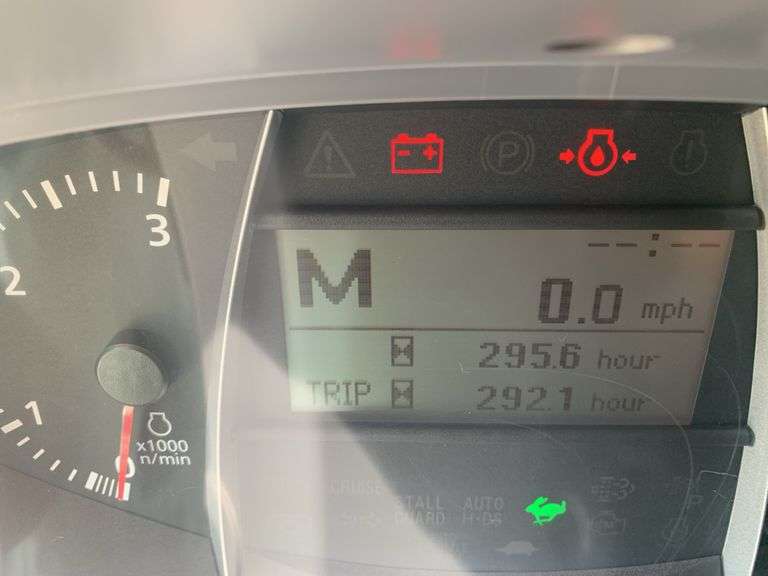 P
3
2
M
--:--
0.0 mph
295.6 hour
TRIP 292.1 hour
1
0
x1000
n/min
CRUISE
STALL
GUARD
AUTO
H-DS